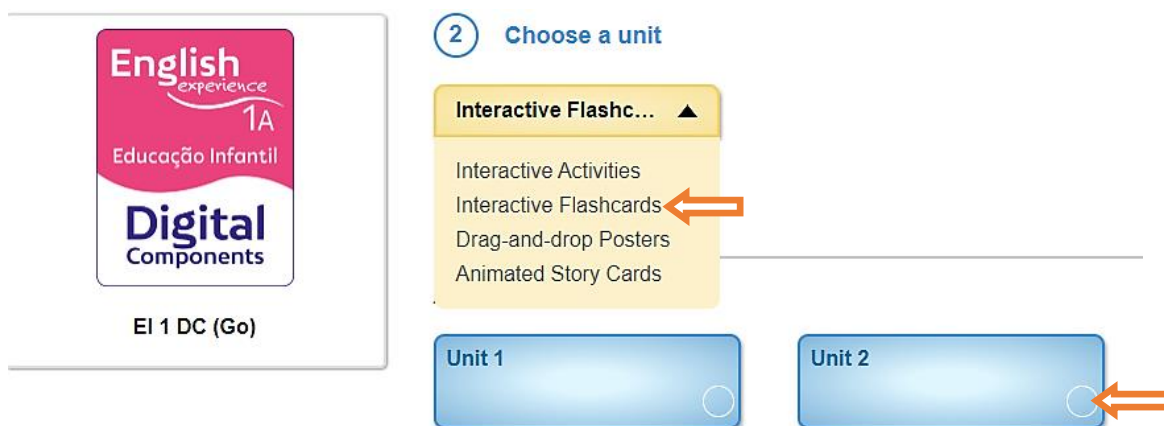 English
experience
1A
Educação Infantil
Digital
Components
EI 1 DC (Go)
2 Choose a unit
Interactive Flashc... ▲
Interactive Activities
Interactive Flashcards
Drag-and-drop Posters
Animated Story Cards
Unit 1
Unit 2